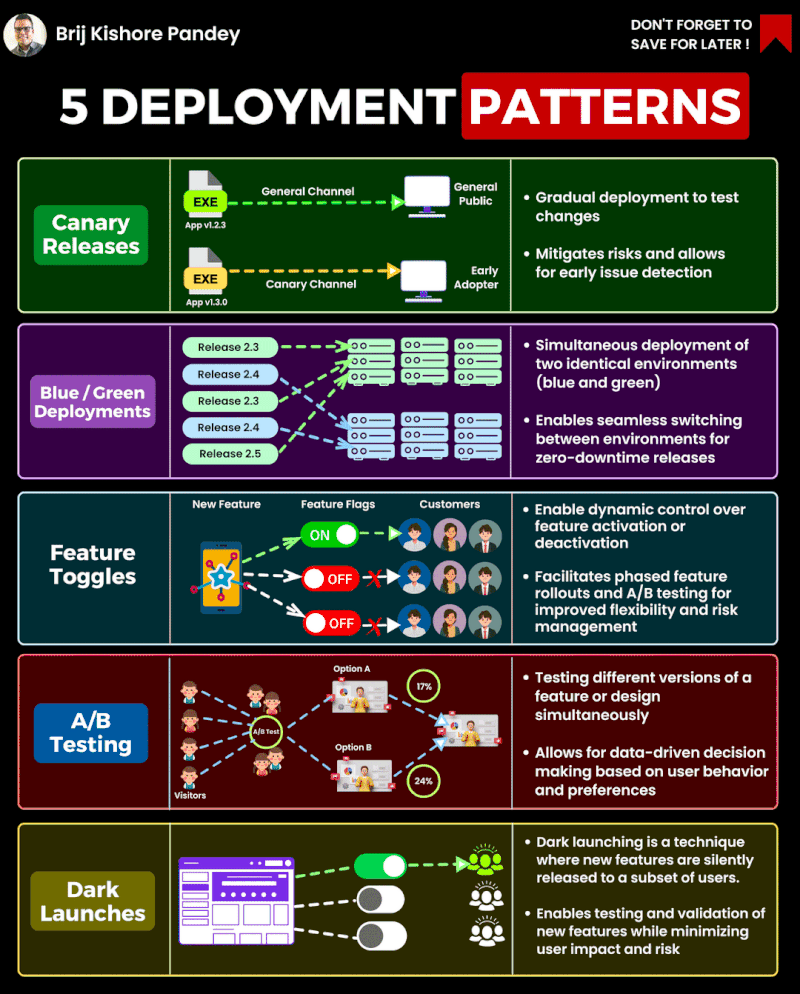 Brij Kishore Pandey
DON'T FORGET TO
SAVE FOR LATER !
5 DEPLOYMENT PATTERNS
Canary
Releases
EXE
App v1.2.3
General Channel
General
Public
EXE
App v1.3.0
Canary Channel
Early
Adopter
• Gradual deployment to test
changes
• Mitigates risks and allows
for early issue detection
Blue / Green
Deployments
Release 2.3
Release 2.4
Release 2.3
Release 2.4
Release 2.5
• Simultaneous deployment of
two identical environments
(blue and green)
• Enables seamless switching
between environments for
zero-downtime releases
Feature
Toggles
New Feature
Feature Flags
Customers
ON
OFF
OFF
• Enable dynamic control over
feature activation or
deactivation
• Facilitates phased feature
rollouts and A/B testing for
improved flexibility and risk
management
A/B
Testing
Visitors
A/B Test
Option A
17%
Option B
24%
• Testing different versions of a
feature or design
simultaneously
• Allows for data-driven decision
making based on user behavior
and preferences
Dark
Launches
• Dark launching is a technique
where new features are silently
released to a subset of users.
• Enables testing and validation of
new features while minimizing
user impact and risk